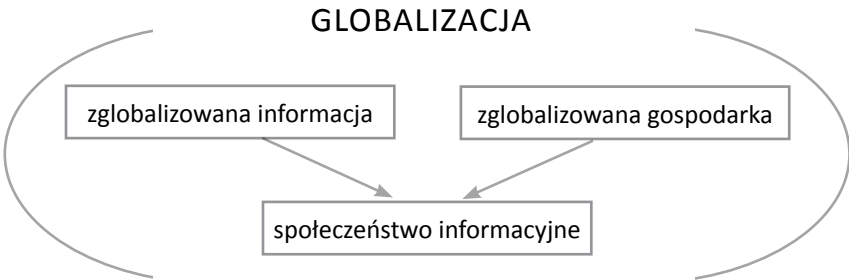 GLOBALIZACJA
zglobalizowana informacja
zglobalizowana gospodarka
społeczeństwo informacyjne